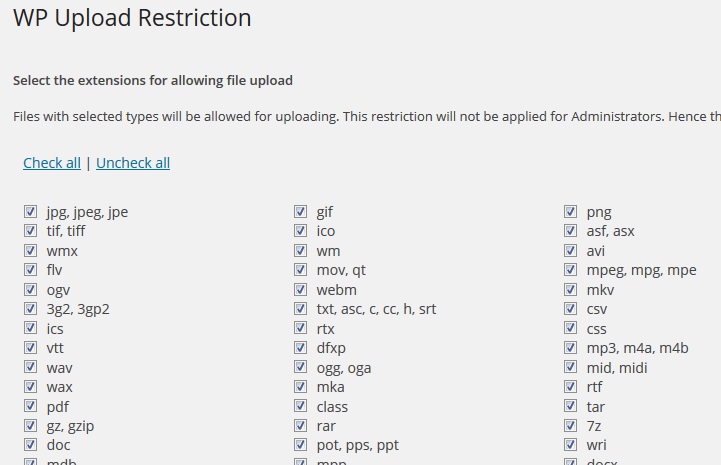 WP Upload Restriction
Select the extensions for allowing file upload
Files with selected types will be allowed for uploading. This restriction will not be applied for Administrators. Hence th
Check all | Uncheck all
jpg, jpeg, jpe gif png
tif, tiff ico asf, asx
wmx wm avi
flv mov, qt mpeg, mpg, mpe
ogv webm mkv
3g2, 3gp2 txt, asc, c, cc, h, srt csv
ics rtx css
vtt dfxp mp3, m4a, m4b
wav ogg, oga mid, midi
wax mka rtf
pdf class tar
gz, gzip rar 7z
doc pot, pps, ppt wri
mdb mpp docx